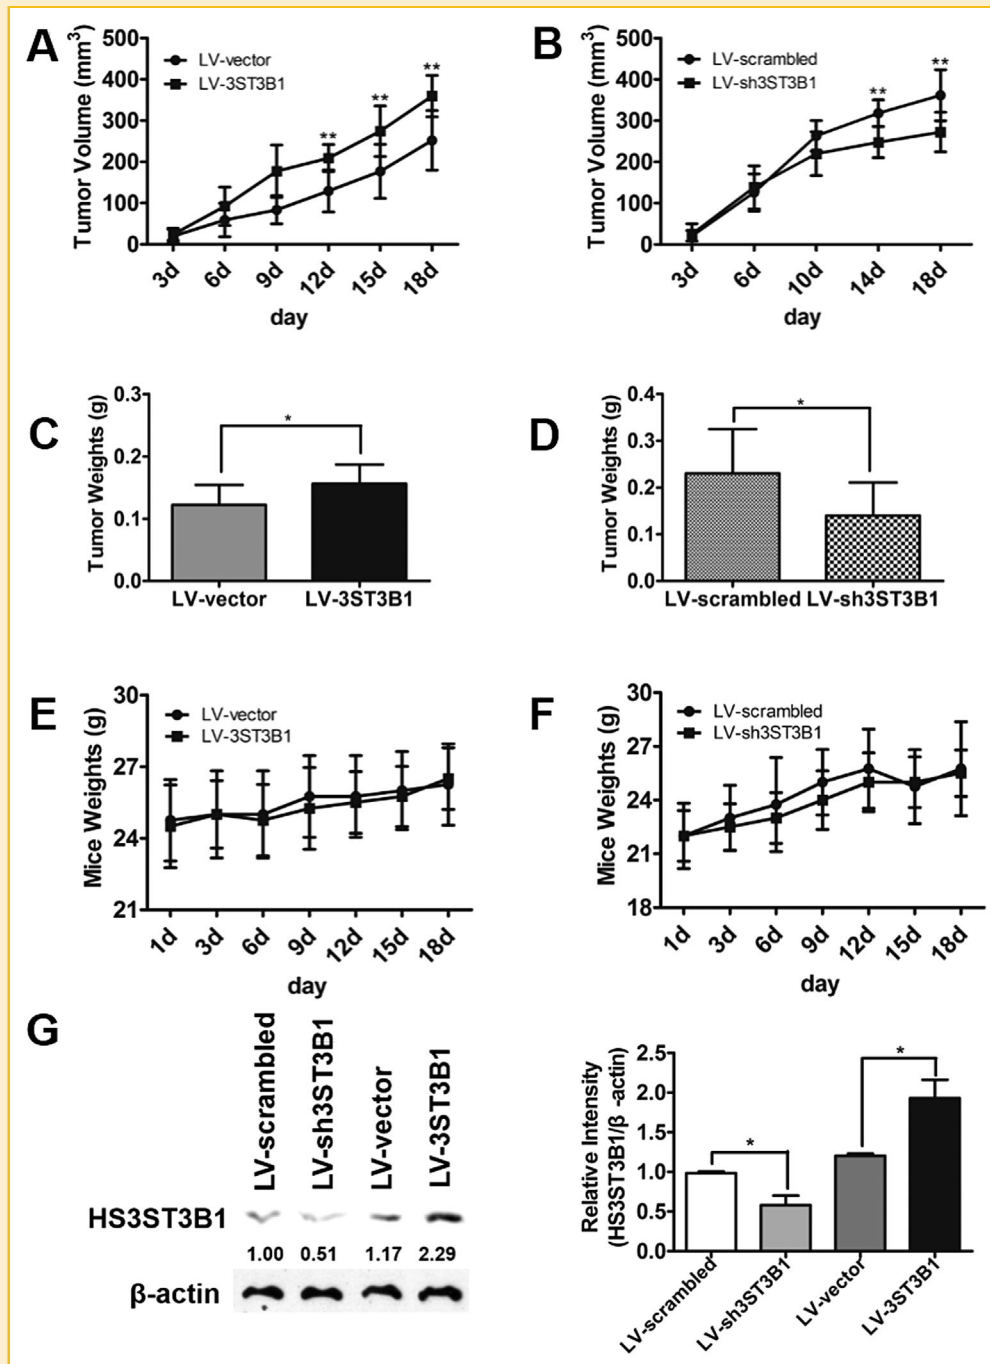 A
Tumor Volume (mm³)
500
400
300
200
100
0
LV-vector
LV-3ST3B1
**
**
**
3d 6d 9d 12d 15d 18d
day
B
Tumor Volume (mm³)
500
400
300
200
100
0
LV-scrambled
LV-sh3ST3B1
**
**
3d 6d 10d 14d 18d
day
C
Tumor Weights (g)
0.3
0.2
0.1
0.0
*
LV-vector LV-3ST3B1
D
Tumor Weights (g)
0.4
0.3
0.2
0.1
0.0
*
LV-scrambled LV-sh3ST3B1
E
Mice Weights (g)
30
27
24
21
LV-vector
LV-3ST3B1
1d 3d 6d 9d 12d 15d 18d
day
F
Mice Weights (g)
30
27
24
21
18
LV-scrambled
LV-sh3ST3B1
1d 3d 6d 9d 12d 15d 18d
day
G
LV-scrambled
LV-sh3ST3B1
LV-vector
LV-3ST3B1
HS3ST3B1
1.00 0.51 1.17 2.29
β-actin
Relative Intensity
(HS3ST3B1/β -actin)
2.5
2.0
1.5
1.0
0.5
0.0
*
*
LV-scrambled
LV-sh3ST3B1
LV-vector
LV-3ST3B1